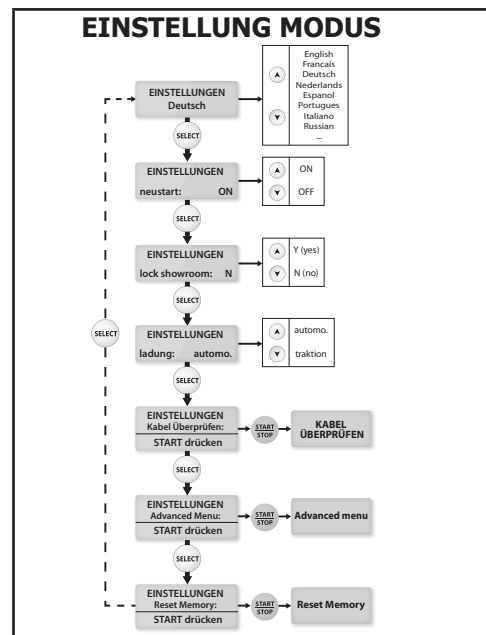 EINSTELLUNG MODUS
EINSTELLUNGEN
Deutsch
English
Francais
Deutsch
Nederlands
Espanol
Portugues
Italiano
Russian
...
SELECT
EINSTELLUNGEN
neustart: ON
ON
OFF
SELECT
EINSTELLUNGEN
lock showroom: N
Y (yes)
N (no)
SELECT
SELECT
EINSTELLUNGEN
ladung: automo.
automo.
traktion
SELECT
EINSTELLUNGEN
Kabel Überprüfen:
START drücken
START
STOP
KABEL
ÜBERPRÜFEN
SELECT
EINSTELLUNGEN
Advanced Menu:
START drücken
START
STOP
Advanced menu
SELECT
EINSTELLUNGEN
Reset Memory:
START drücken
START
STOP
Reset Memory